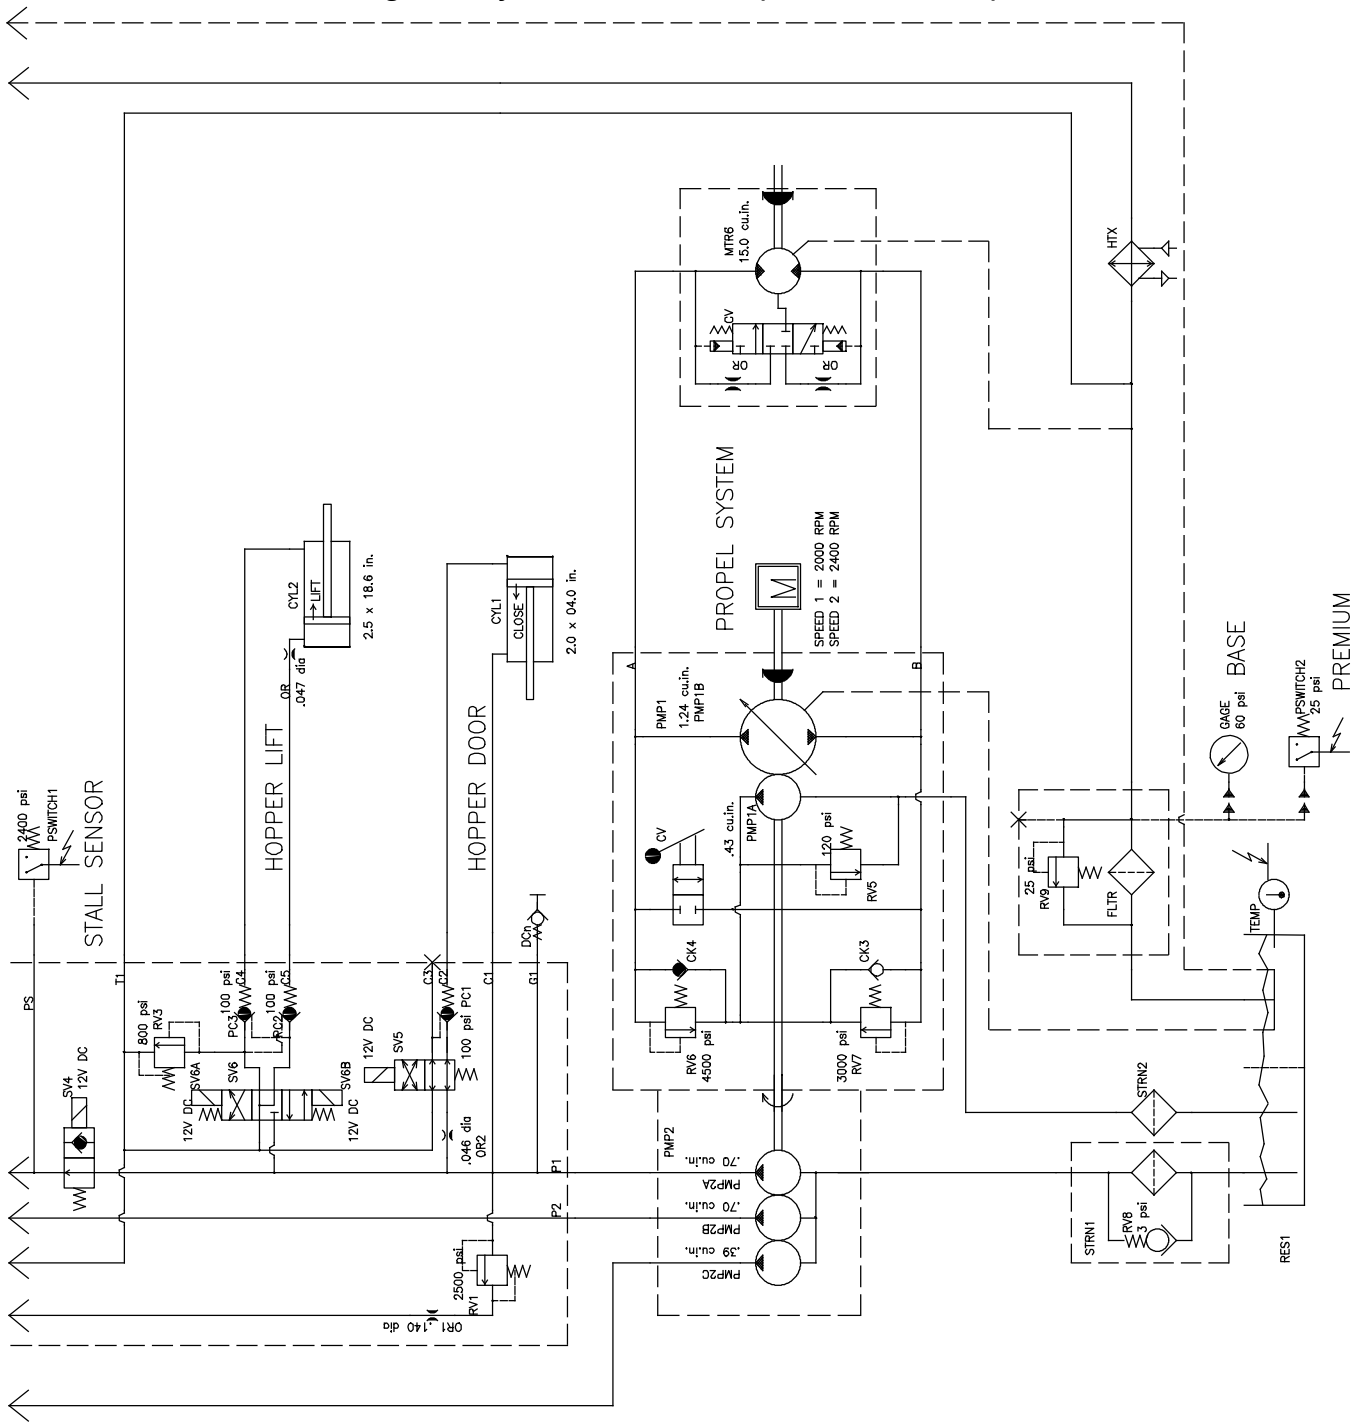 MTR6
15.0 cu.in.
CV
OR
OR
HTX
PROPEL SYSTEM
M
SPEED 1 = 2000 RPM
SPEED 2 = 2400 RPM
CYL2
LIFT
2.5 x 18.6 in.
OR
.047 dia
HOPPER LIFT
CYL1
CLOSE
2.0 x 04.0 in.
HOPPER DOOR
A
B
PMP1
1.24 cu.in.
PMP1B
.43 cu.in.
PMP1A
CV
120 psi
RV5
CK4
CK3
RV6
4500 psi
3000 psi
RV7
GAGE
60 psi
BASE
PSWITCH2
25 psi
PREMIUM
25 psi
RV9
FLTR
TEMP
2400 psi
PSWITCH1
STALL SENSOR
DCn
PS
T1
C4
C5
C3
C2
C1
G1
100 psi
PC3
100 psi
800 psi
RV3
SV4
12V DC
SV6A
SV6
12V DC
SV6B
12V DC
12V DC
SV5
100 psi
PC1
.046 dia
OR2
P1
P2
PMP2
.70 cu.in.
PMP2A
.70 cu.in.
PMP2B
.39 cu.in.
PMP2C
2500 psi
RV1
OR1 .140 dia
STRN2
STRN1
RV8
3 psi
RES1